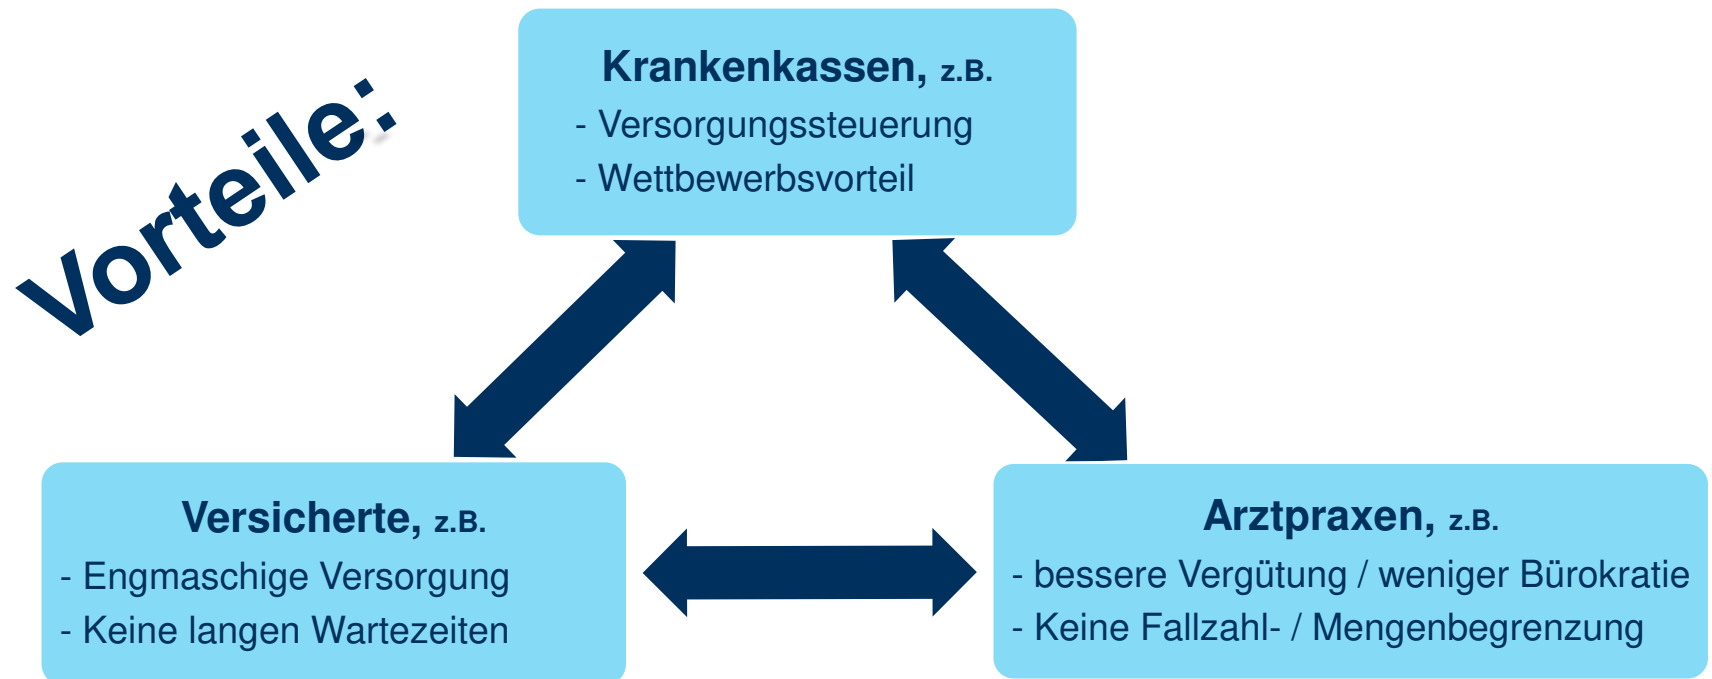 Vorteile:
Krankenkassen, z.B.
- Versorgungssteuerung
- Wettbewerbsvorteil
Versicherte, z.B.
- Engmaschige Versorgung
- Keine langen Wartezeiten
Arztpraxen, z.B.
- bessere Vergütung / weniger Bürokratie
- Keine Fallzahl- / Mengenbegrenzung